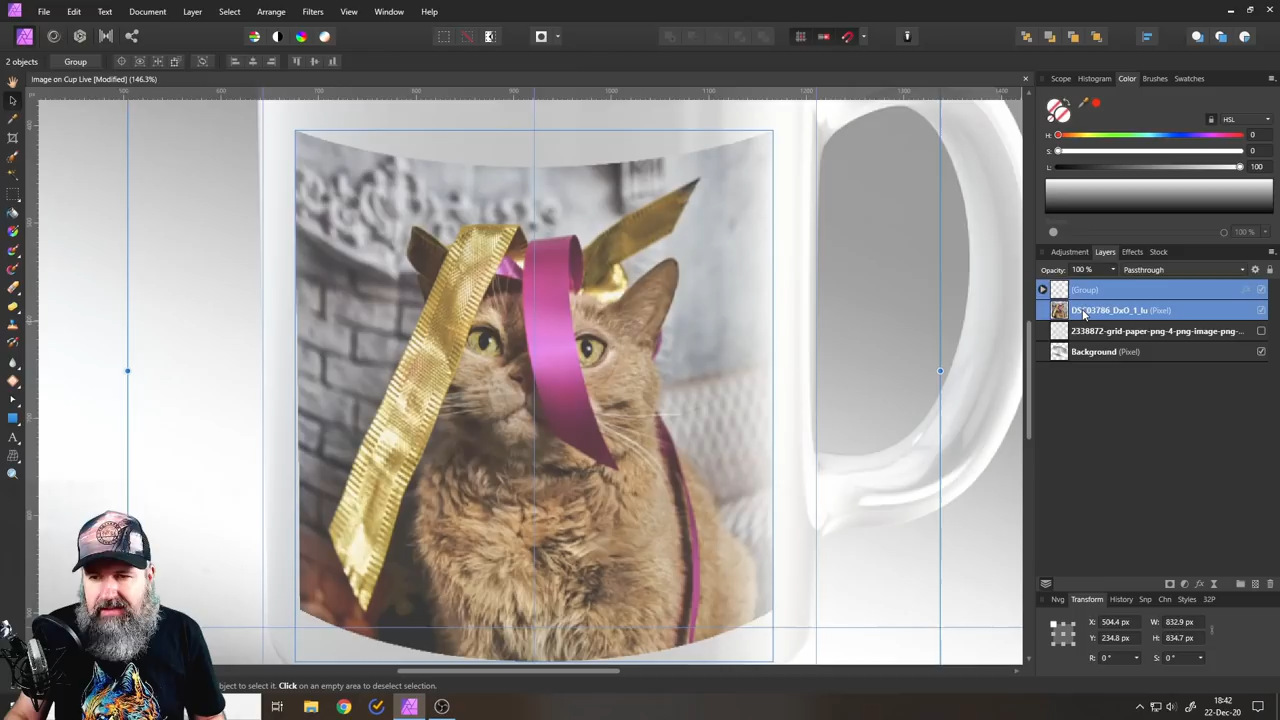 File Edit Text Document Layer Select Arrange Filters View Window Help
2 objects Group
Image on Cup Live [Modified] (146.3%)
Scope Histogram Color Brushes Swatches
HSL
H: 0
S: 0
L: 100
100 %
Adjustment Layers Effects Stock
Opacity: 100 % Passthrough
(Group)
DSC03786_DxO_1_lu (Pixel)
2338872-grid-paper-png-4-png-image-png-...
Background (Pixel)
Nvg Transform History Snp Chn Styles 32P
X: 504.4 px W: 832.9 px
Y: 234.8 px H: 834.7 px
R: 0 ° S: 0 °
object to select it. Click on an empty area to deselect selection.
18:42
22-Dec-20